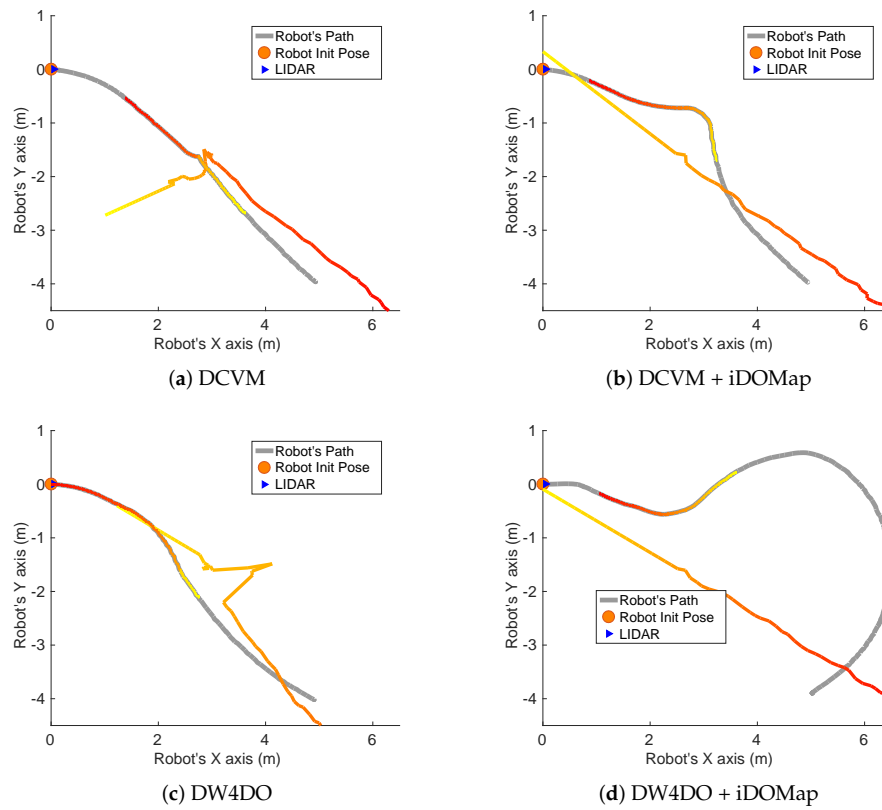 1
0
-1
-2
-3
-4
0
2
4
6
Robot's Y axis (m)
Robot's X axis (m)
Robot's Path
Robot Init Pose
LIDAR
(a) DCVM
1
0
-1
-2
-3
-4
0
2
4
6
Robot's Y axis (m)
Robot's X axis (m)
Robot's Path
Robot Init Pose
LIDAR
(b) DCVM + iDOMap
1
0
-1
-2
-3
-4
0
2
4
6
Robot's Y axis (m)
Robot's X axis (m)
Robot's Path
Robot Init Pose
LIDAR
(c) DW4DO
1
0
-1
-2
-3
-4
0
2
4
6
Robot's Y axis (m)
Robot's X axis (m)
Robot's Path
Robot Init Pose
LIDAR
(d) DW4DO + iDOMap